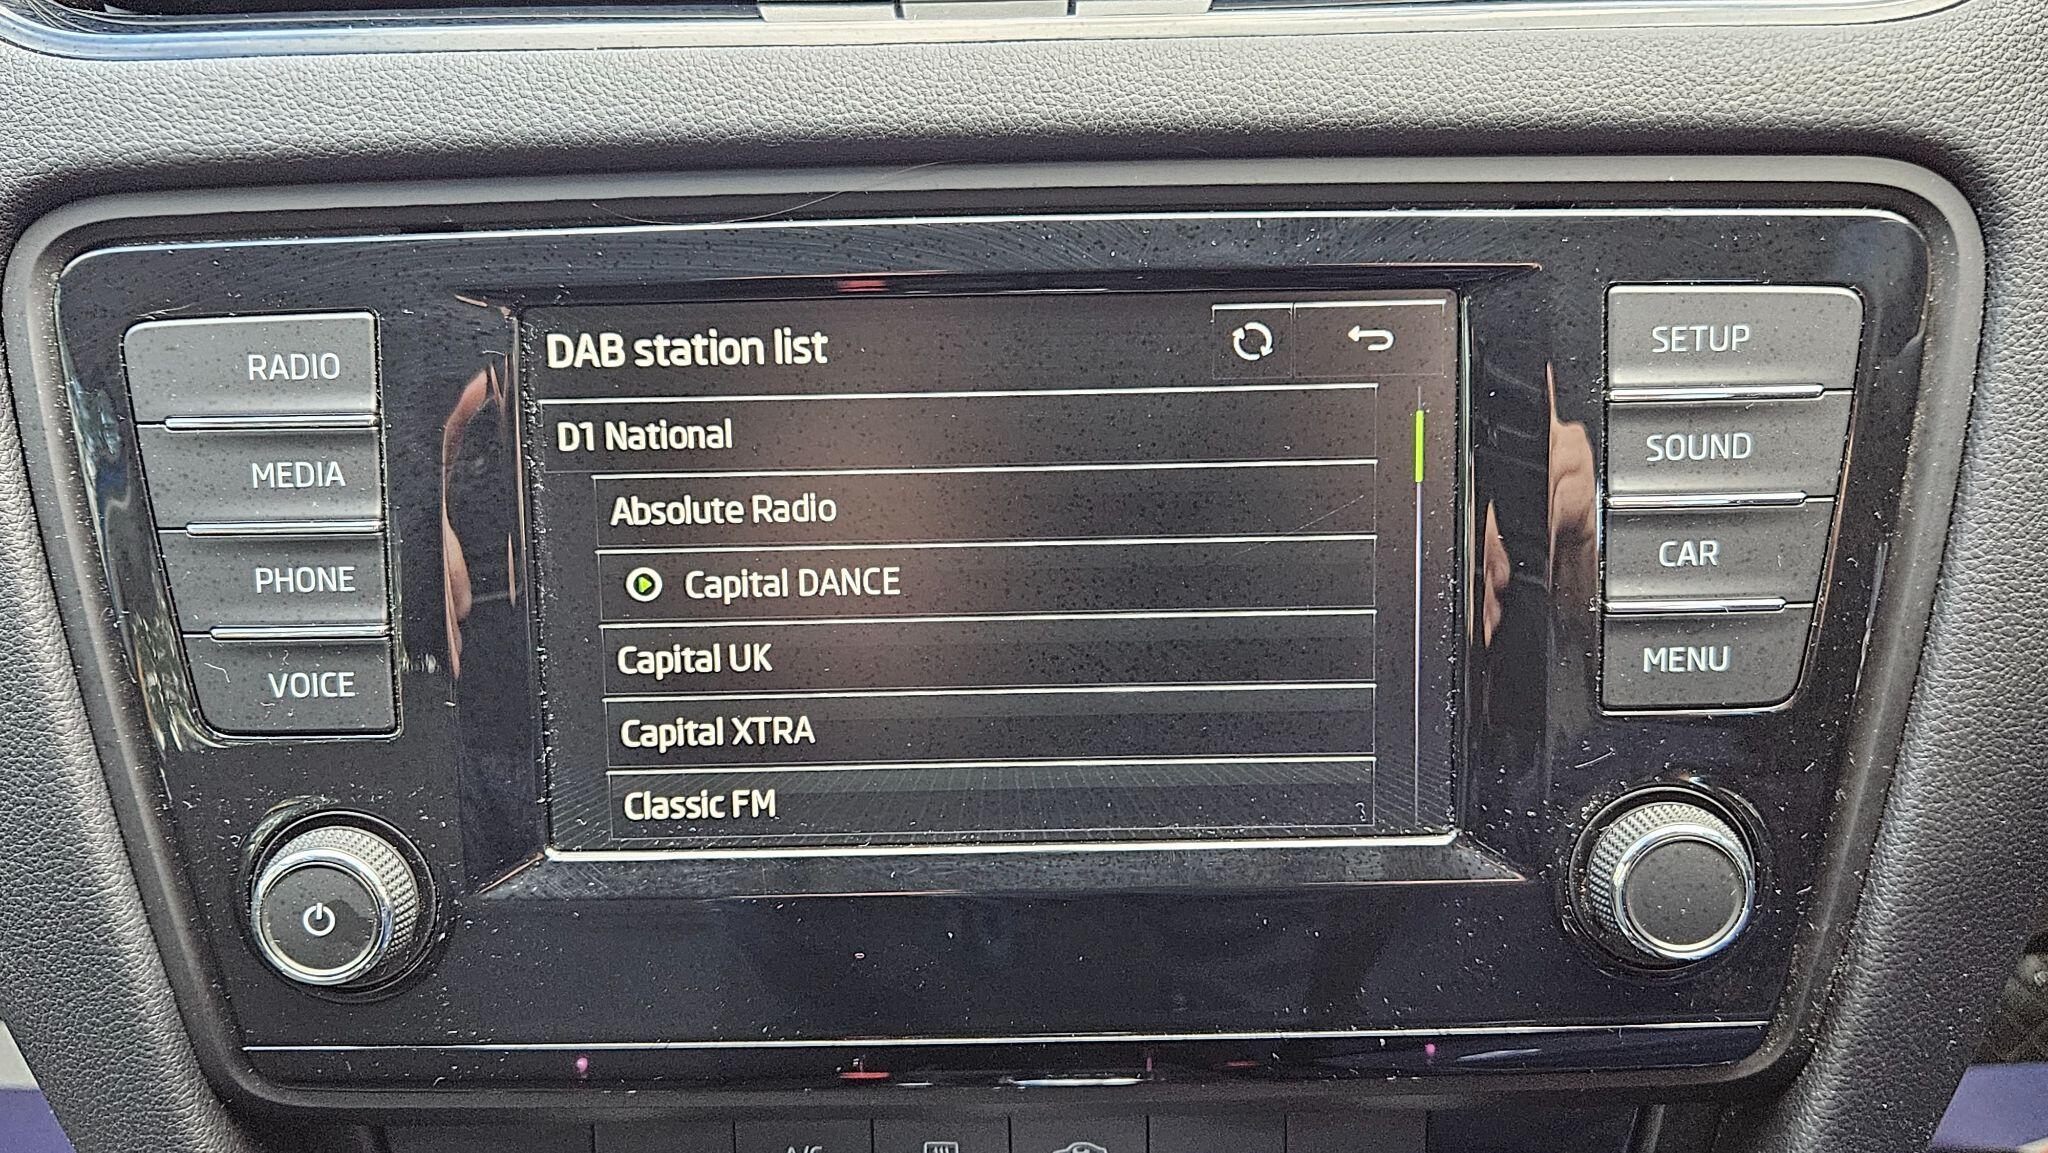 DAB station list
D1 National
Absolute Radio
Capital DANCE
Capital UK
Capital XTRA
Classic FM
RADIO
MEDIA
PHONE
VOICE
SETUP
SOUND
CAR
MENU
A/C